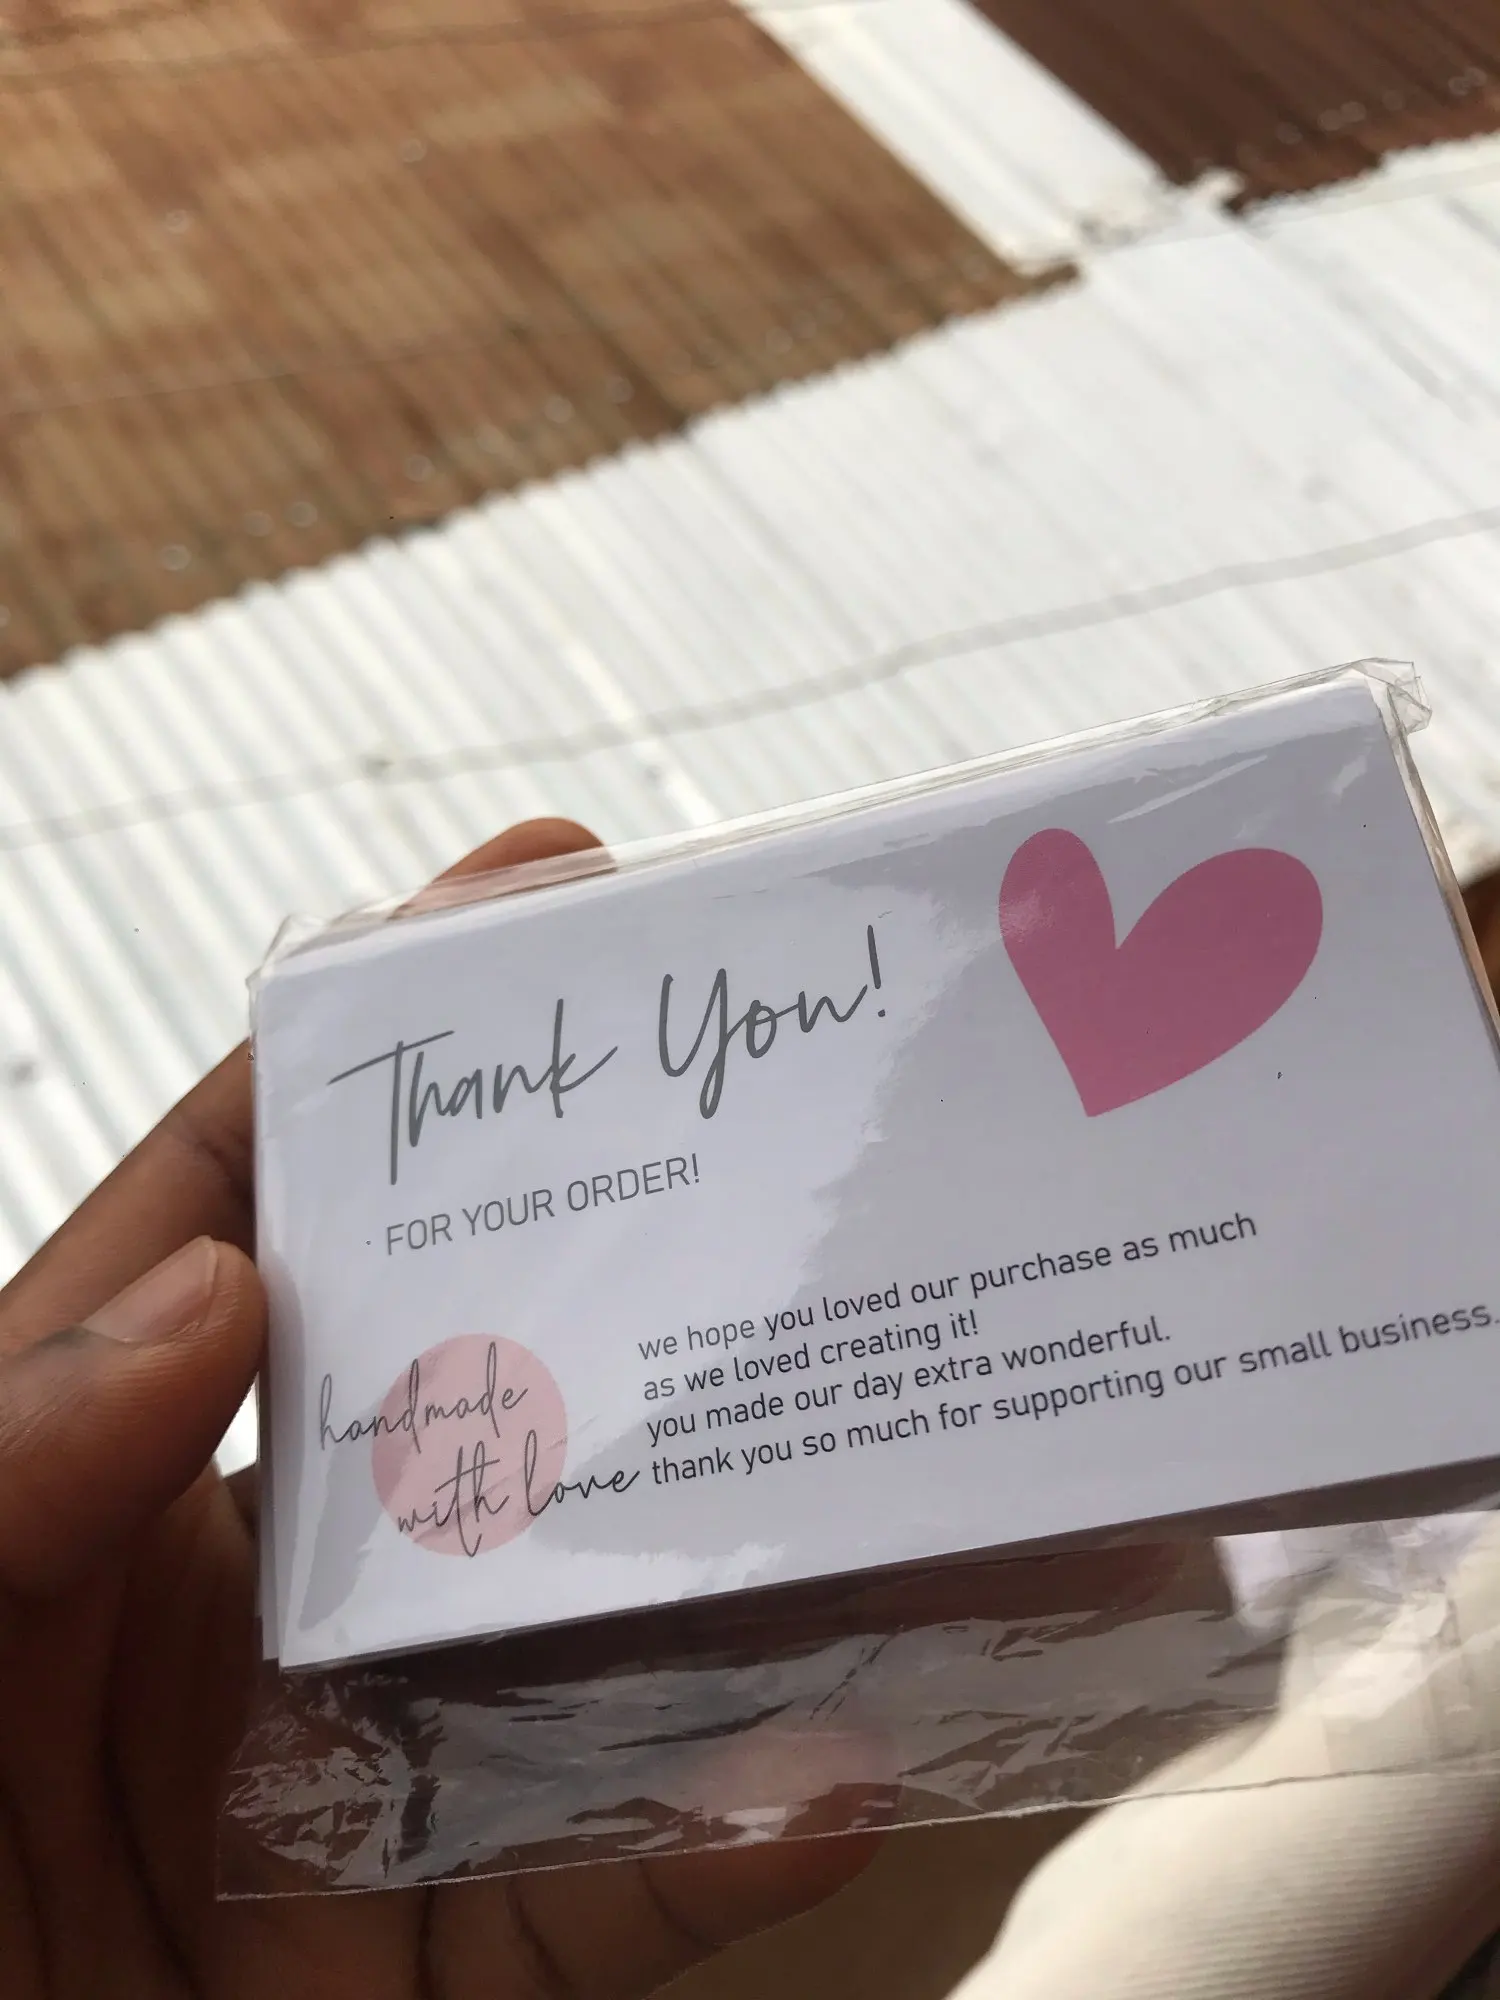 Thank You!
FOR YOUR ORDER!
we hope you loved our purchase as much
as we loved creating it!
you made our day extra wonderful.
thank you so much for supporting our small business.
handmade
with love